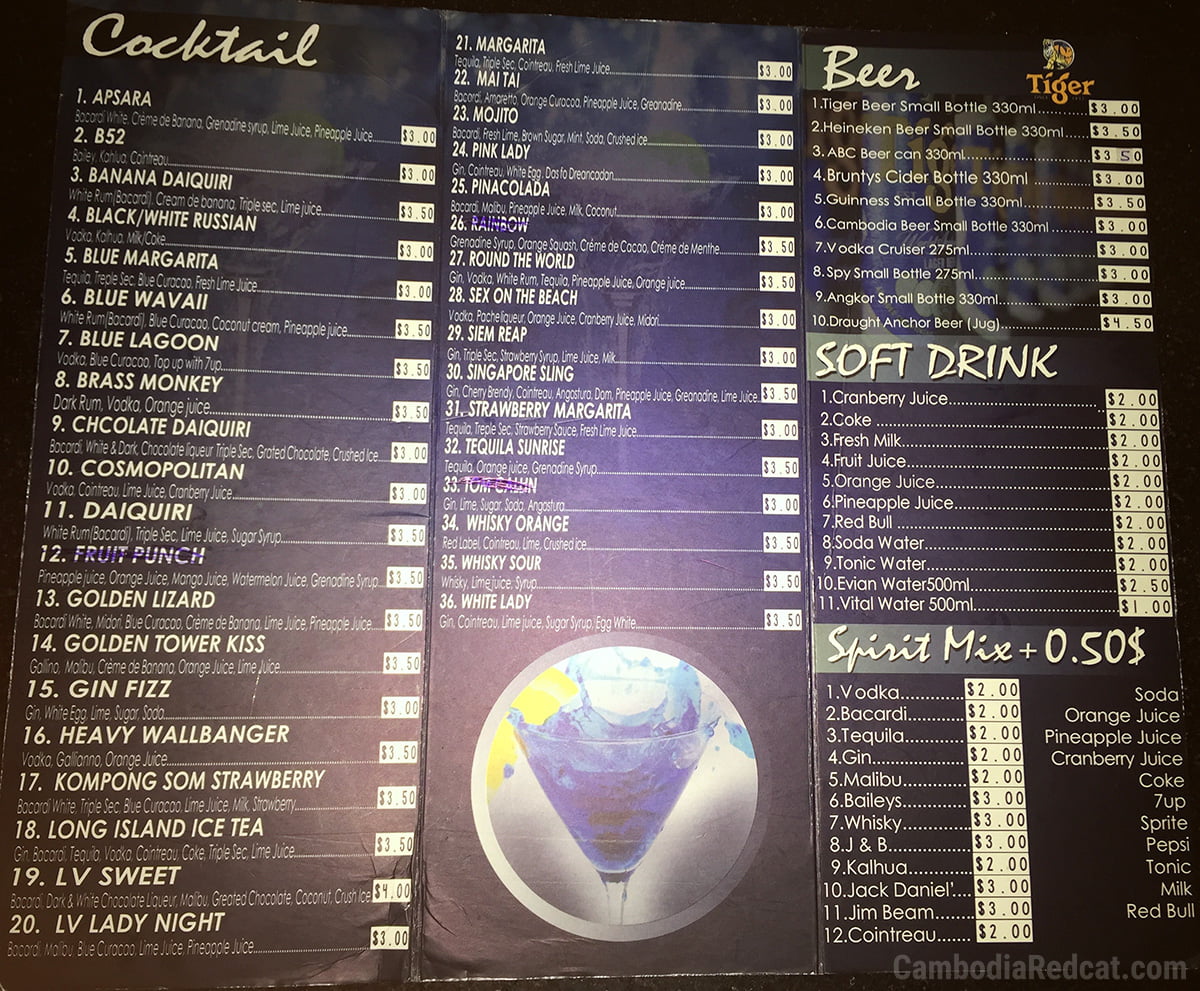 Cocktail
1. APSARA
Bacardi White, Créme de Banana, Grenadine syrup, Lime Juice, Pineapple Juice $3.00
2. B52
Bailey, Kahlua, Cointreau $3.00
3. BANANA DAIQUIRI
White Rum(Bacardi), Cream de banana, Triple sec, Lime juice $3.50
4. BLACK/WHITE RUSSIAN
Vodka, Kalhua, Milk/Coke $3.00
5. BLUE MARGARITA
Tequila, Treple Sec, Blue Curacao, Fresh Lime Juice $3.00
6. BLUE WAVAII
White Rum(Bacardi), Blue Curacao, Coconut cream, Pineapple juice $3.50
7. BLUE LAGOON
Vodka, Blue Curacao, Top up with 7up $3.50
8. BRASS MONKEY
Dark Rum, Vodka, Orange juice $3.50
9. CHCOLATE DAIQUIRI
Bacardi, White & Dark, Chocolate liqueur Triple Sec, Grated Chocolate, Crushed Ice $3.00
10. COSMOPOLITAN
Vodka, Cointreau, Lime Juice, Cranberry Juice $3.00
11. DAIQUIRI
White Rum(Bacardi), Triple Sec, Lime Juice, Sugar Syrup $3.50
12. FRUIT PUNCH
Pineapple juice, Orange Juice, Mango Juice, Watermelon Juice, Grenadine Syrup $3.50
13. GOLDEN LIZARD
Bacardi White, Midori, Blue Curacao, Créme de Banana, Lime Juice, Pineapple Juice $3.50
14. GOLDEN TOWER KISS
Gallino, Malibu, Créme de Banana, Orange Juice, Lime Juice $3.50
15. GIN FIZZ
Gin, White Egg, Lime, Sugar, Soda $3.00
16. HEAVY WALLBANGER
Vodka, Gallianno, Orange Juice $3.50
17. KOMPONG SOM STRAWBERRY
Bacardi White, Triple Sec, Blue Curacao, Lime Juice, Milk, Strawberry $3.50
18. LONG ISLAND ICE TEA
Gin, Bacardi, Tequila, Vodka, Cointreau, Coke, Triple Sec, Lime Juice $3.50
19. LV SWEET
Bacardi, Dark & White Chocolate Liqueur, Malibu, Greated Chocolate, Coconut, Crush Ice $4.00
20. LV LADY NIGHT
Bacardi, Malibu, Blue Curacao, Lime Juice, Pineapple Juice $3.00
21. MARGARITA
Tequila, Triple Sec, Cointreau, Fresh Lime Juice $3.00
22. MAI TAI
Bacardi, Amaretto, Orange Curacoa, Pineapple Juice, Greanadine $3.00
23. MOJITO
Bacardi, Fresh Lime, Brown Sugar, Mint, Soda, Crushed ice $3.00
24. PINK LADY
Gin, Cointreau, White Egg, Dasfo Dreancodan $3.00
25. PINACOLADA
Bacardi, Malibu, Pineapple Juice, Milk, Coconut $3.00
26. RAINBOW
Grenadine Syrup, Orange Squash, Créme de Cacao, Créme de Menthe $3.50
27. ROUND THE WORLD
Gin, Vodka, White Rum, Tequila, Pineapple Juice, Orange juice $3.50
28. SEX ON THE BEACH
Vodka, Pache liqueur, Orange Juice, Cranberry Juice, Midori $3.00
29. SIEM REAP
Gin, Triple Sec, Strawberry Syrup, Lime Juice, Milk $3.00
30. SINGAPORE SLING
Gin, Cherry Brendy, Cointreau, Angostura, Dom, Pineapple Juice, Greanadine, Lime Juice $3.50
31. STRAWBERRY MARGARITA
Tequila, Treple Sec, Strawberry Sauce, Fresh Lime Juice $3.00
32. TEQUILA SUNRISE
Tequila, Orange juice, Grenadine Syrup $3.50
33. TOM
Gin, Lime, Sugar, Soda, Angostura $3.00
34. WHISKY ORANGE
Red Label, Cointreau, Lime, Crushed ice $3.50
35. WHISKY SOUR
Whisky, Lime juice, Syrup $3.50
36. WHITE LADY
Gin, Cointreau, Lime juice, Sugar Syrup/Egg White $3.50
Beer
Tiger
1.Tiger Beer Small Bottle 330ml $3.00
2.Heineken Beer Small Bottle 330ml $3.50
3. ABC Beer can 330ml $3 50
4.Bruntys Cider Bottle 330ml $3.00
5.Guinness Small Bottle 330ml $3.50
6.Cambodia Beer Small Bottle 330ml $3.00
7.Vodka Cruiser 275ml $3.00
8.Spy Small Bottle 275ml $3.00
9.Angkor Small Bottle 330ml $3.00
10.Draught Anchor Beer (Jug) $4.50
SOFT DRINK
1.Cranberry Juice $2.00
2.Coke $2.00
3.Fresh Milk $2.00
4.Fruit Juice $2.00
5.Orange Juice $2.00
6.Pineapple Juice $2.00
7.Red Bull $2.00
8.Soda Water $2.00
9.Tonic Water $2.00
10.Evian Water500ml $2.50
11.Vital Water 500ml $1.00
Spirit Mix + 0.50$
1.Vodka $2.00 Soda
2.Bacardi $2.00 Orange Juice
3.Tequila $2.00 Pineapple Juice
4.Gin $2.00 Cranberry Juice
5.Malibu $2.00 Coke
6.Baileys $3.00 7up
7.Whisky $3.00 Sprite
8.J & B $3.00 Pepsi
9.Kalhua $2.00 Tonic
10.Jack Daniel' $3.00 Milk
11.Jim Beam $3.00 Red Bull
12.Cointreau $2.00
CambodiaRedcat.com